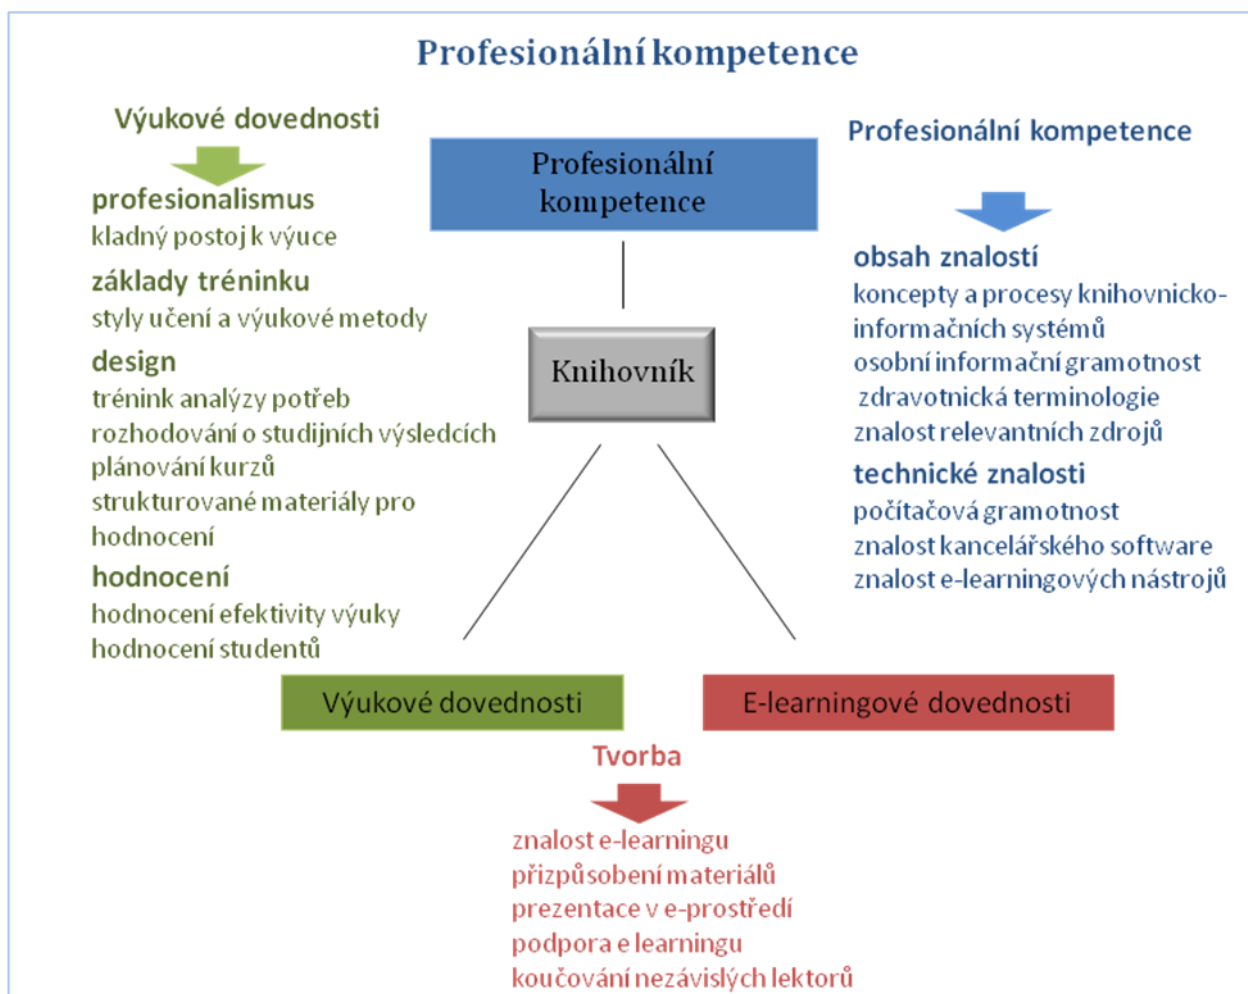 Profesionální kompetence
Výukové dovednosti
profesionalismus
kladný postoj k výuce
základy tréninku
styly učení a výukové metody
design
trénink analýzy potřeb
rozhodování o studijních výsledcích
plánování kurzů
strukturované materiály pro
hodnocení
hodnocení
hodnocení efektivity výuky
hodnocení studentů
Profesionální
kompetence
Knihovník
Profesionální kompetence
obsah znalostí
koncepty a procesy knihovnicko-
informačních systémů
osobní informační gramotnost
zdravotnická terminologie
znalost relevantních zdrojů
technické znalosti
počítačová gramotnost
znalost kancelářského software
znalost e-learningových nástrojů
Výukové dovednosti
E-learningové dovednosti
Tvorba
znalost e-learningu
přizpůsobení materiálů
prezentace v e-prostředí
podpora e learningu
koučování nezávislých lektorů